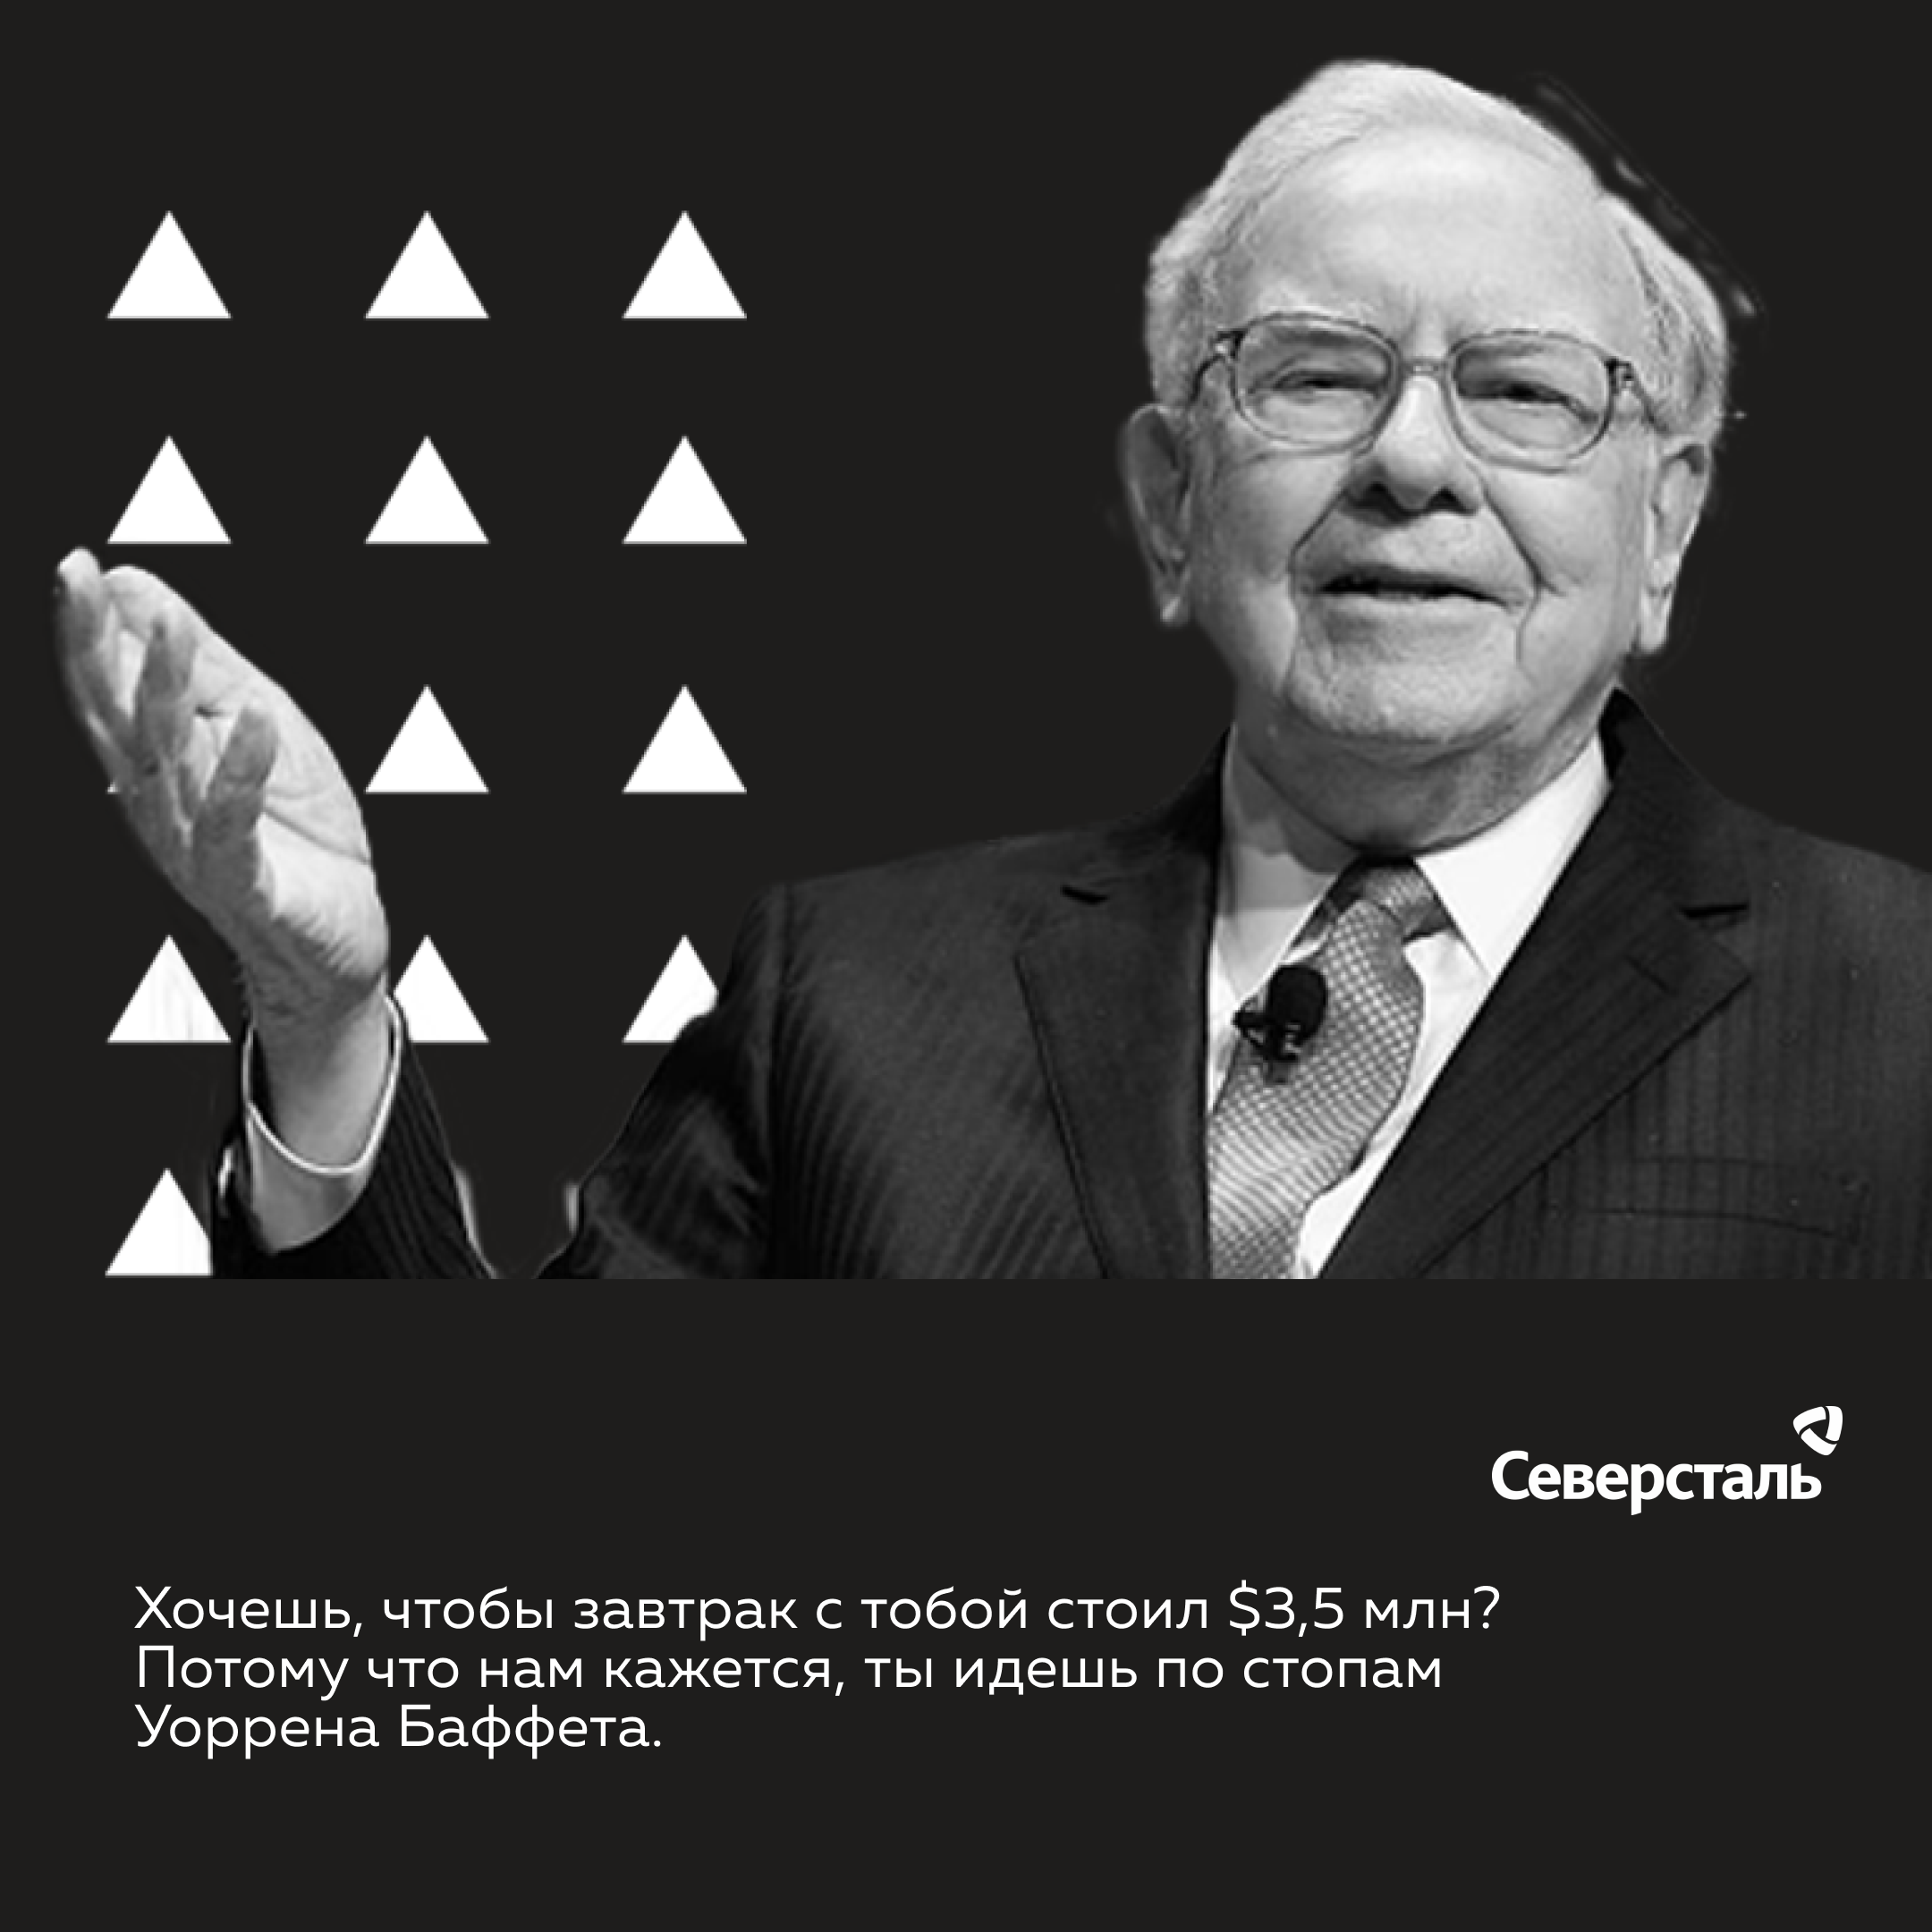 Северсталь
Хочешь, чтобы завтрак с тобой стоил $3,5 млн?
Потому что нам кажется, ты идешь по стопам
Уоррена Баффета.